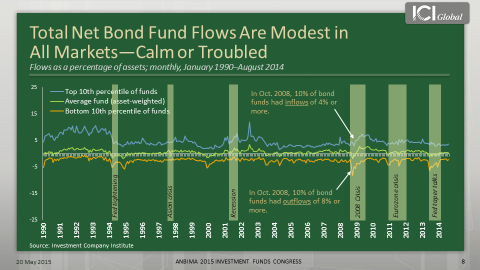 ICI Global
Total Net Bond Fund Flows Are Modest in
All Markets—Calm or Troubled
Flows as a percentage of assets; monthly, January 1990–August 2014
25
15
5
-5
-15
-25
Top 10th percentile of funds
Average fund (asset-weighted)
Bottom 10th percentile of funds
In Oct. 2008, 10% of bond
funds had inflows of 4% or
more.
In Oct. 2008, 10% of bond
funds had outflows of 8% or
more.
Fed tightening
Asian crisis
Recession
2008 Crisis
Eurozone crisis
Fed taper talks
1990
1991
1992
1993
1994
1995
1996
1997
1998
1999
2000
2001
2002
2003
2004
2005
2006
2007
2008
2009
2010
2011
2012
2013
2014
Source: Investment Company Institute
20 May 2015
ANBIMA 2015 INVESTMENT FUNDS CONGRESS
8